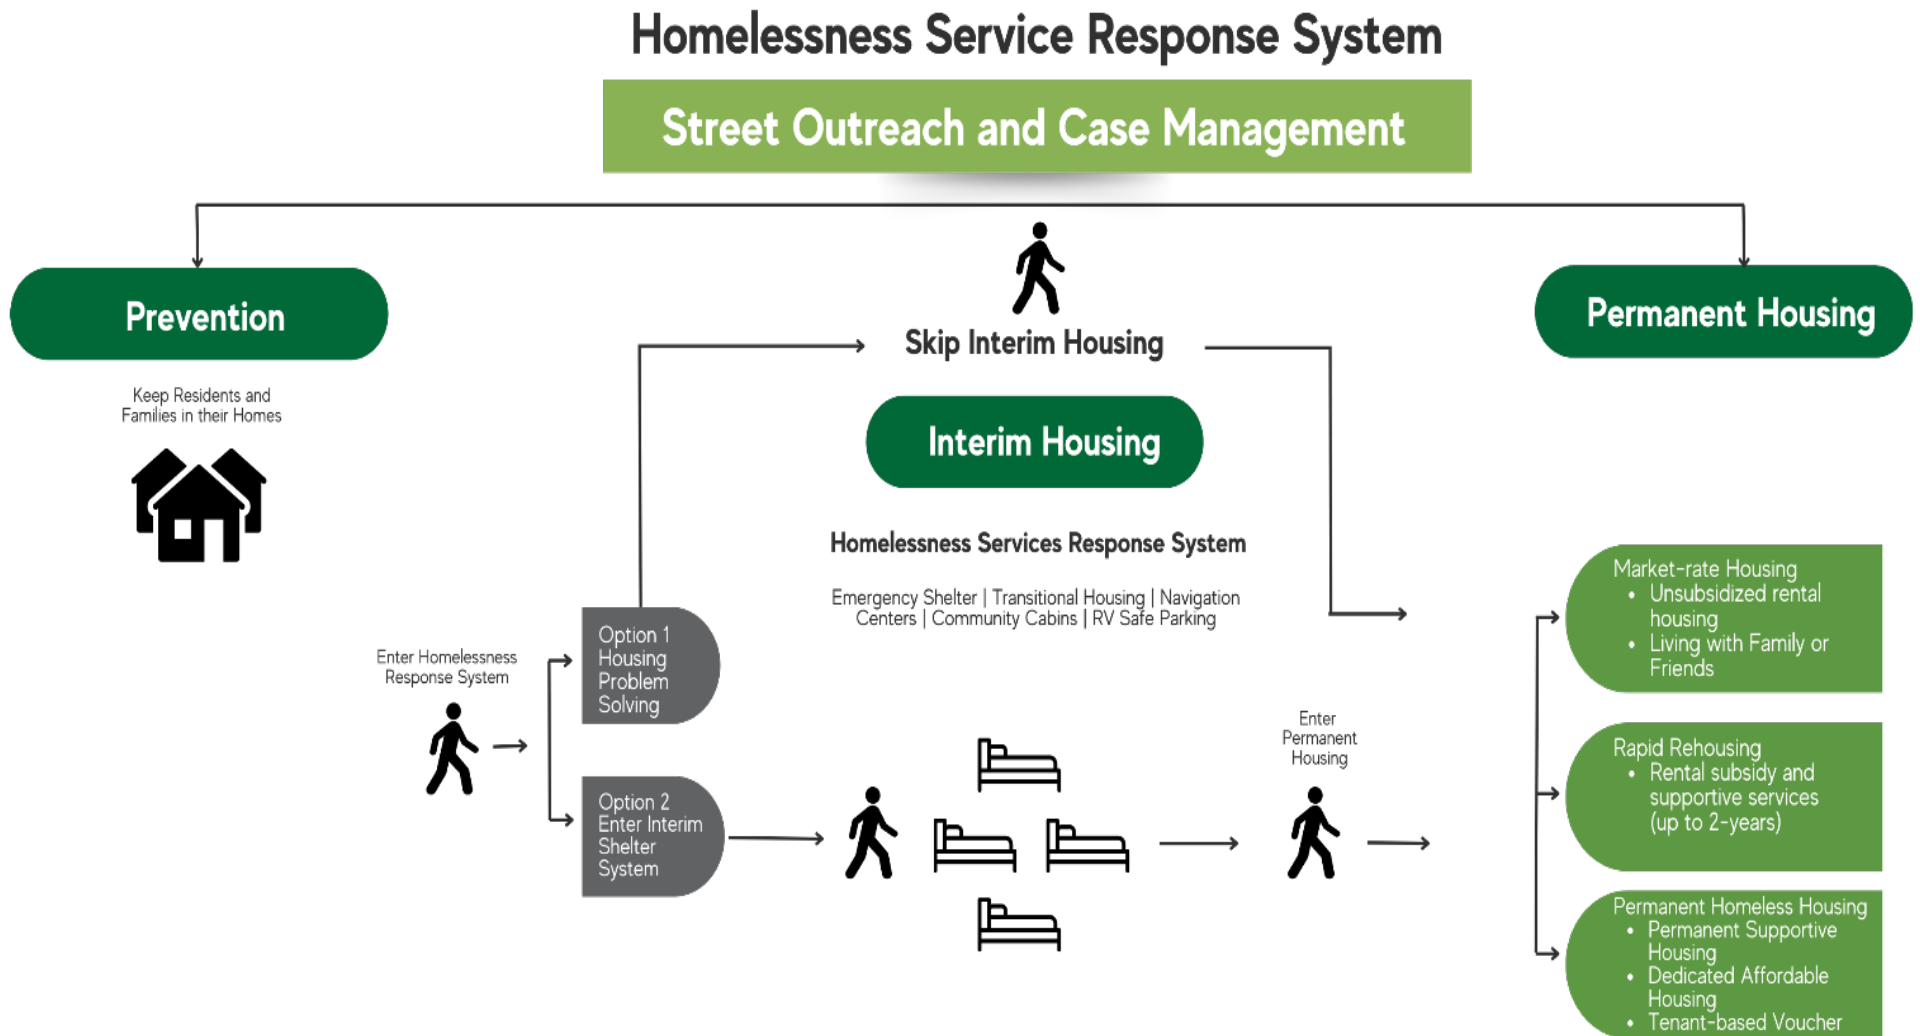 Homelessness Service Response System
Street Outreach and Case Management
Prevention
Keep Residents and
Families in their Homes
Skip Interim Housing
Interim Housing
Homelessness Services Response System
Emergency Shelter | Transitional Housing | Navigation
Centers | Community Cabins | RV Safe Parking
Permanent Housing
Enter Homelessness
Response System
Option 1
Housing
Problem
Solving
Option 2
Enter Interim
Shelter
System
Enter
Permanent
Housing
Market-rate Housing
• Unsubsidized rental
housing
• Living with Family or
Friends
Rapid Rehousing
• Rental subsidy and
supportive services
(up to 2-years)
Permanent Homeless Housing
• Permanent Supportive
Housing
• Dedicated Affordable
Housing
• Tenant-based Voucher